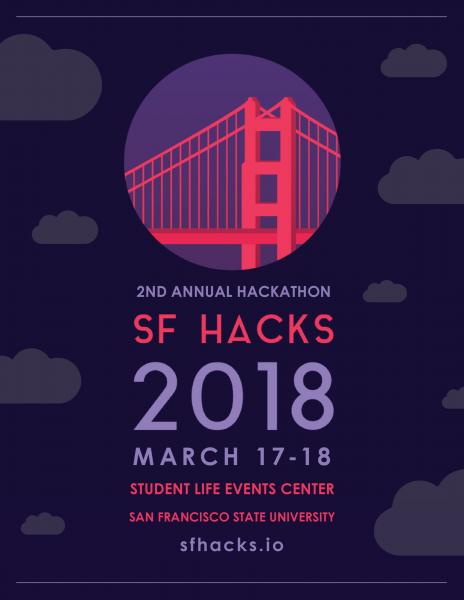 2ND ANNUAL HACKATHON
SF HACKS
2018
MARCH 17-18
STUDENT LIFE EVENTS CENTER
SAN FRANCISCO STATE UNIVERSITY
sfhacks.io